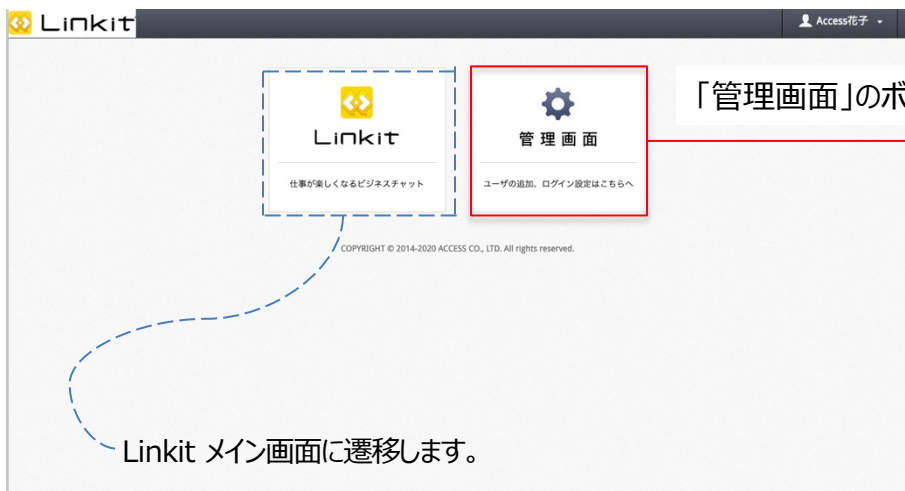 Linkit
Access花子
Linkit
仕事が楽しくなるビジネスチャット
管理画面
ユーザの追加、ログイン設定はこちらへ
「管理画面」のボ
COPYRIGHT © 2014-2020 ACCESS CO., LTD. All rights reserved.
Linkit メイン画面に遷移します。